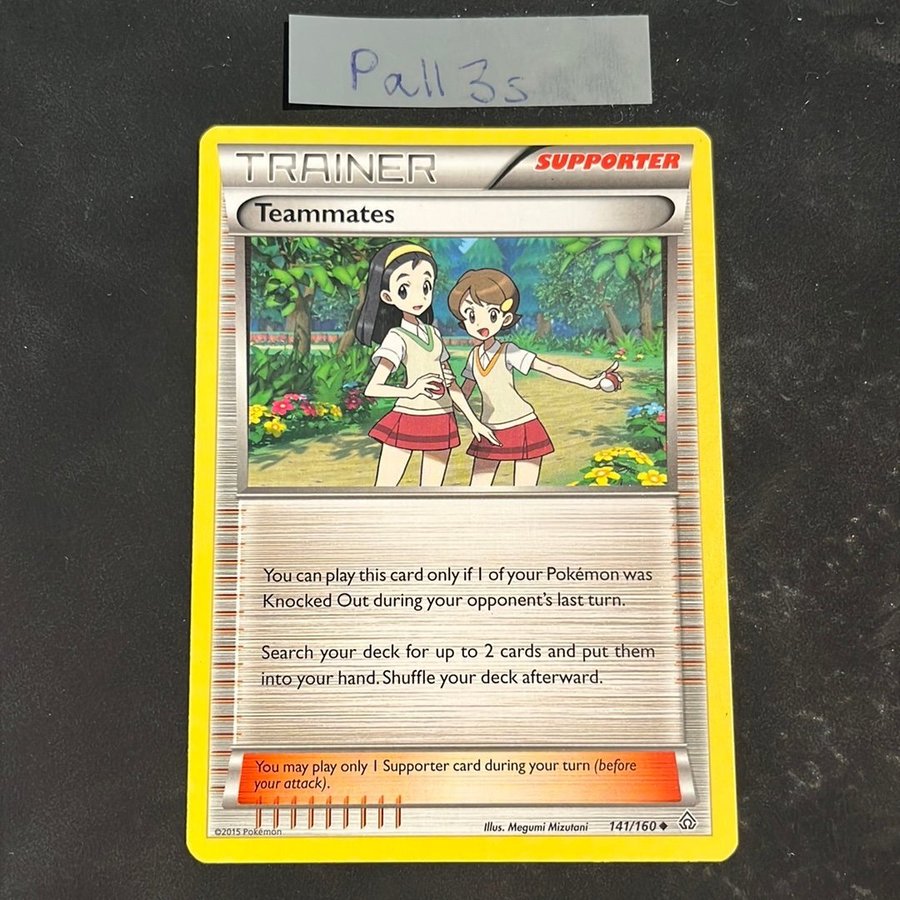 Pall3s
TRAINER
SUPPORTER
Teammates
You can play this card only if 1 of your Pokémon was
Knocked Out during your opponent's last turn.
Search your deck for up to 2 cards and put them
into your hand. Shuffle your deck afterward.
You may play only 1 Supporter card during your turn (before
your attack).
©2015 Pokémon
Illus. Megumi Mizutani
141/160